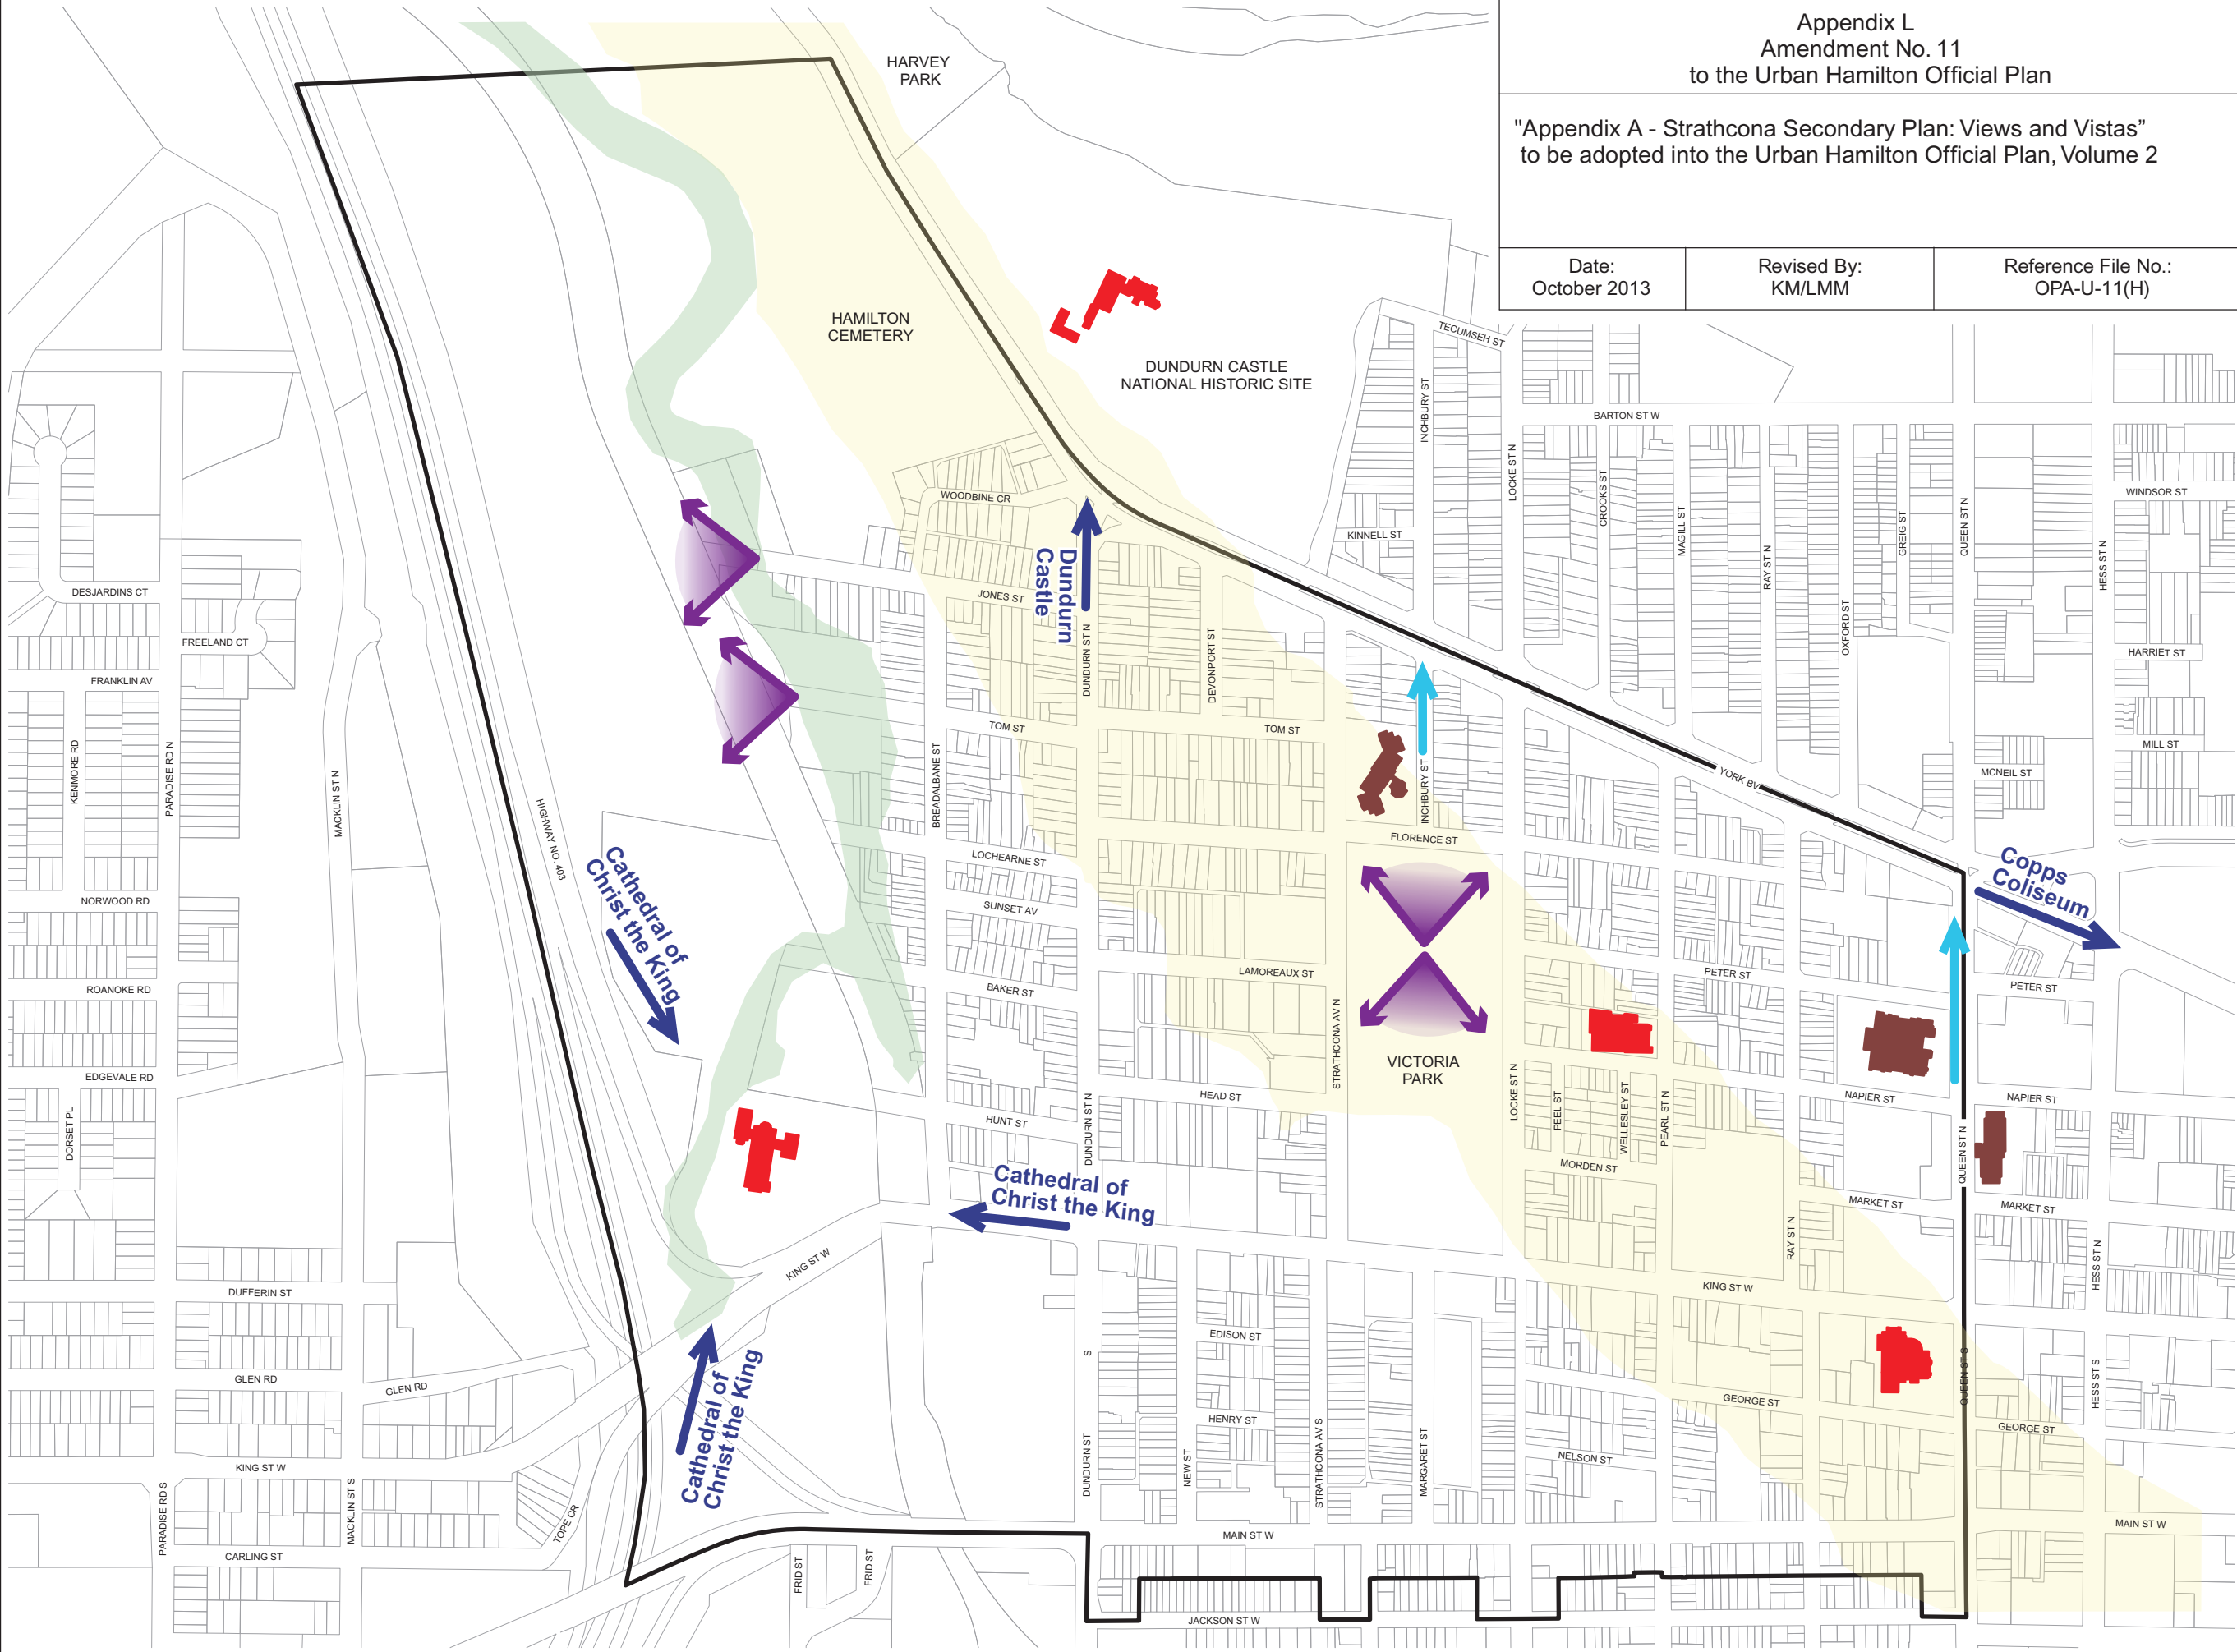 Appendix L
Amendment No. 11
to the Urban Hamilton Official Plan
"Appendix A - Strathcona Secondary Plan: Views and Vistas”
to be adopted into the Urban Hamilton Official Plan, Volume 2
Date:
October 2013
Revised By:
KM/LMM
Reference File No.:
OPA-U-11(H)
HARVEY
PARK
HAMILTON
CEMETERY
DUNDURN CASTLE
NATIONAL HISTORIC SITE
TECUMSEH ST
INCHBURY ST
BARTON ST W
LOCKE ST N
CROOKS ST
MAGILL ST
RAY ST N
OXFORD ST
GREIG ST
QUEEN ST N
HESS ST N
WINDSOR ST
KINNELL ST
WOODBINE CR
JONES ST
Dundurn
Castle
DUNDURN ST N
DEVONPORT ST
DESJARDINS CT
FREELAND CT
FRANKLIN AV
KENMORE RD
PARADISE RD N
MACKLIN ST N
HIGHWAY NO. 403
BREADALBANE ST
TOM ST
TOM ST
INCHBURY ST
FLORENCE ST
YORK BV
HARRIET ST
MILL ST
MCNEIL ST
Copps
Coliseum
NORWOOD RD
ROANOKE RD
EDGEVALE RD
DORSET PL
Cathedral of
Christ the King
LOCHEARNE ST
SUNSET AV
BAKER ST
LAMOREAUX ST
STRATHCONA AV N
VICTORIA
PARK
PETER ST
PETER ST
HEAD ST
HUNT ST
DUNDURN ST N
LOCKE ST N
PEEL ST
WELLESLEY ST
PEARL ST N
NAPIER ST
NAPIER ST
MORDEN ST
QUEEN ST N
MARKET ST
MARKET ST
RAY ST N
HESS ST N
Cathedral of
Christ the King
KING ST W
KING ST W
DUFFERIN ST
GLEN RD
GLEN RD
EDISON ST
S
HENRY ST
DUNDURN ST
NEW ST
STRATHCONA AV S
MARGARET ST
NELSON ST
GEORGE ST
GEORGE ST
QUEEN ST S
HESS ST S
Cathedral of
Christ the King
KING ST W
PARADISE RD S
MACKLIN ST S
TOPE CR
CARLING ST
FRID ST
FRID ST
MAIN ST W
MAIN ST W
JACKSON ST W